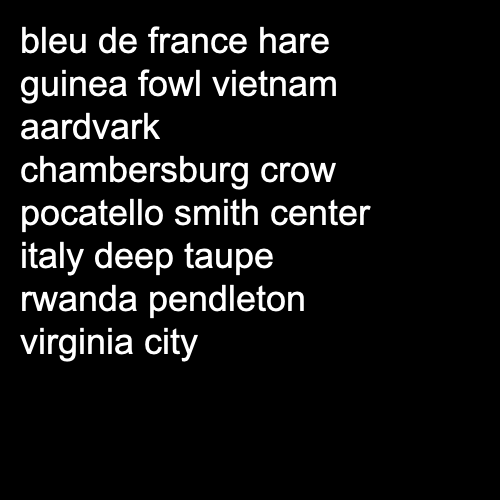 bleu de france hare
guinea fowl vietnam
aardvark
chambersburg crow
pocatello smith center
italy deep taupe
rwanda pendleton
virginia city